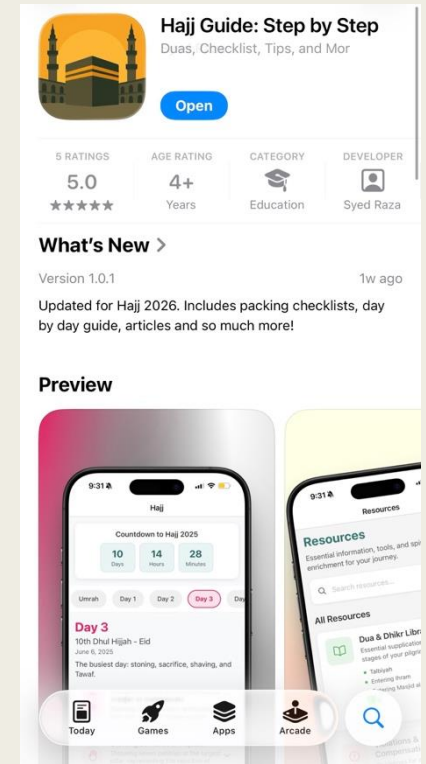 Hajj Guide: Step by Step
Duas, Checklist, Tips, and Mor
Open
5 RATINGS
5.0
AGE RATING
4+
Years
CATEGORY
Education
DEVELOPER
Syed Raza
What's New >
Version 1.0.1
1w ago
Updated for Hajj 2026. Includes packing checklists, day
by day guide, articles and so much more!
Preview
9:31
Hajj
Countdown to Hajj 2025
10
Days
14
Hours
28
Minutes
Umrah
Day 1
Day 2
Day 3
Day
Day 3
10th Dhul Hijjah - Eid
June 6, 2025
The busiest day: stoning, sacrifice, shaving, and
Tawaf.
9:31
Resources
Resources
Essential information, tools, and spi
enrichment for your journey.
Search resources...
All Resources
Dua & Dhikr Libr
Essential supplication
stages of your pilgri
Talbiyah
Entering Ihram
Today
Games
Apps
Arcade